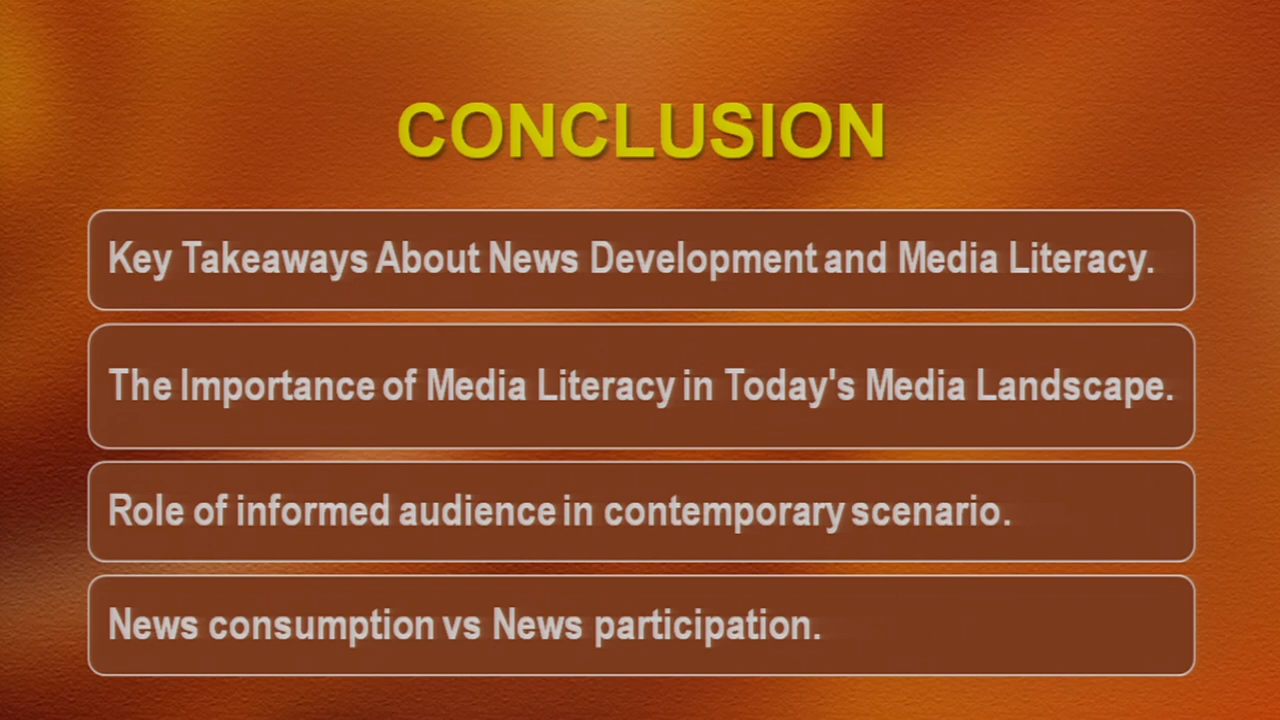 CONCLUSION
Key Takeaways About News Development and Media Literacy.
The Importance of Media Literacy in Today's Media Landscape.
Role of informed audience in contemporary scenario.
News consumption vs News participation.